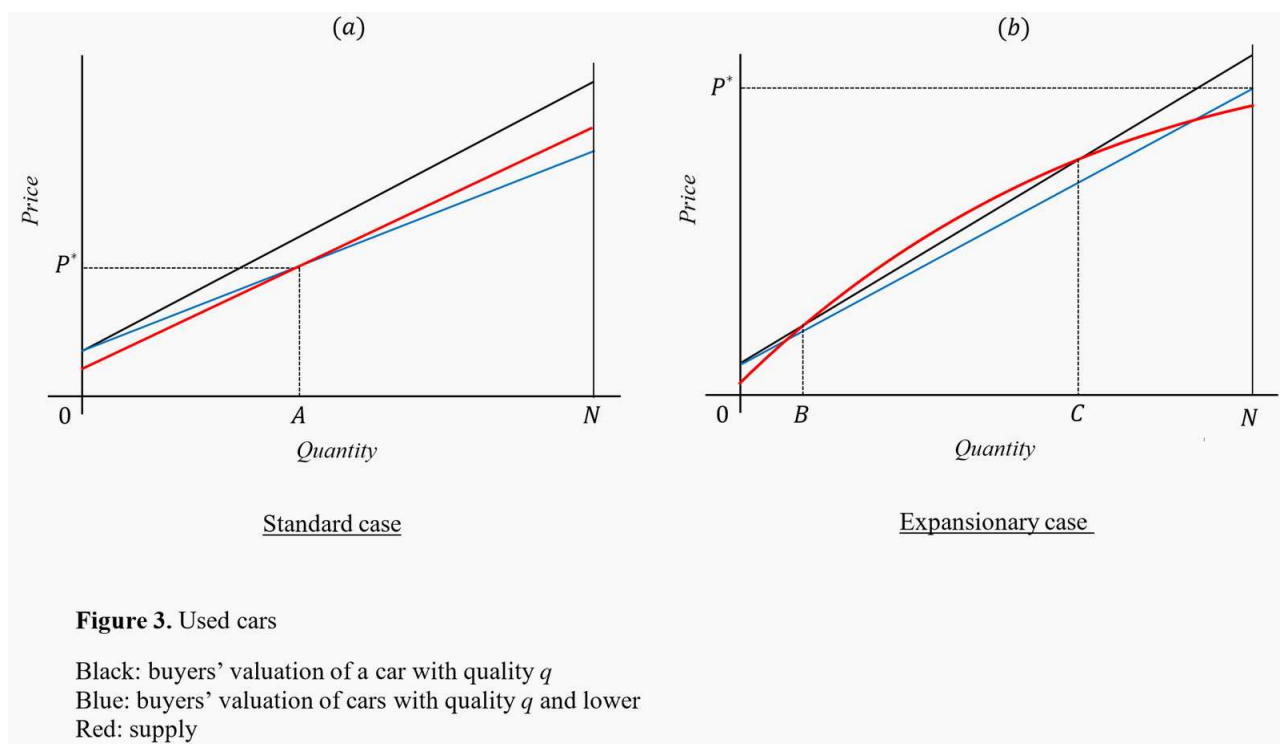 (a)
(b)
Price
P*
0
A
N
Quantity
Standard case
Price
P*
0
B
C
N
Quantity
Expansionary case
Figure 3. Used cars
Black: buyers’ valuation of a car with quality q
Blue: buyers’ valuation of cars with quality q and lower
Red: supply